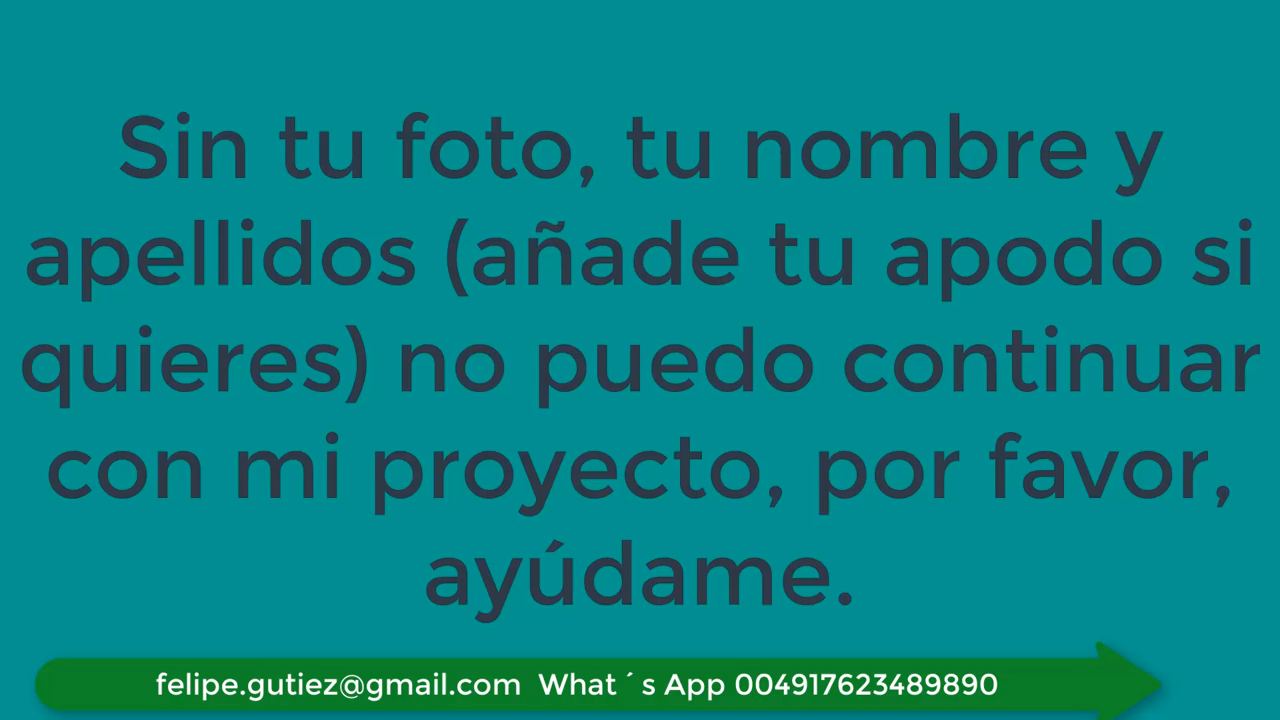 Sin tu foto, tu nombre y
apellidos (añade tu apodo si
quieres) no puedo continuar
con mi proyecto, por favor,
ayúdame.
felipe.gutiez@gmail.com What´s App 004917623489890